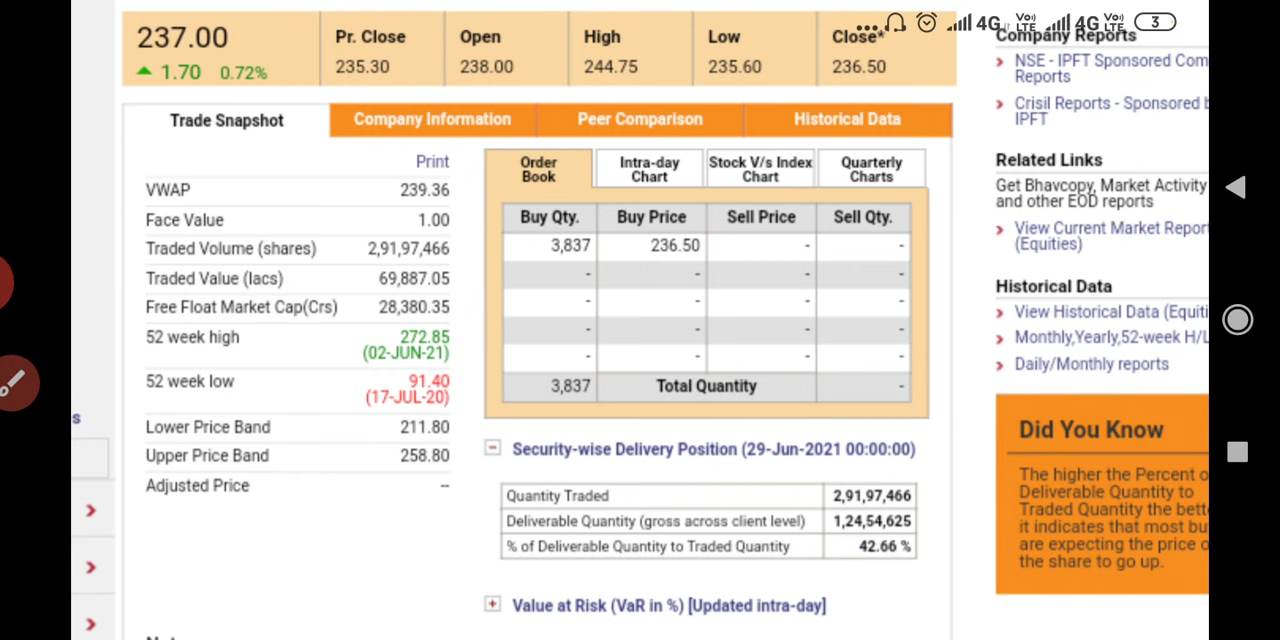 237.00
1.70 0.72%
Pr. Close
235.30
Open
238.00
High
244.75
Low
235.60
Close*
236.50
4G VoLTE 4G VoLTE 3
Trade Snapshot
Company Information
Peer Comparison
Historical Data
Print
VWAP 239.36
Face Value 1.00
Traded Volume (shares) 2,91,97,466
Traded Value (lacs) 69,887.05
Free Float Market Cap(Crs) 28,380.35
52 week high 272.85
(02-JUN-21)
52 week low 91.40
(17-JUL-20)
Lower Price Band 211.80
Upper Price Band 258.80
Adjusted Price --
Order
Book
Intra-day
Chart
Stock V/s Index
Chart
Quarterly
Charts
Buy Qty. Buy Price Sell Price Sell Qty.
3,837 236.50 - -
- - - -
- - - -
- - - -
- - - -
3,837 Total Quantity -
Security-wise Delivery Position (29-Jun-2021 00:00:00)
Quantity Traded 2,91,97,466
Deliverable Quantity (gross across client level) 1,24,54,625
% of Deliverable Quantity to Traded Quantity 42.66 %
Value at Risk (VaR in %) [Updated intra-day]
s
Company Reports
NSE - IPFT Sponsored Com
Reports
Crisil Reports - Sponsored b
IPFT
Related Links
Get Bhavcopy, Market Activity
and other EOD reports
View Current Market Report
(Equities)
Historical Data
View Historical Data (Equiti
Monthly,Yearly,52-week H/L
Daily/Monthly reports
Did You Know
The higher the Percent o
Deliverable Quantity to
Traded Quantity the bett
it indicates that most bu
are expecting the price o
the share to go up.